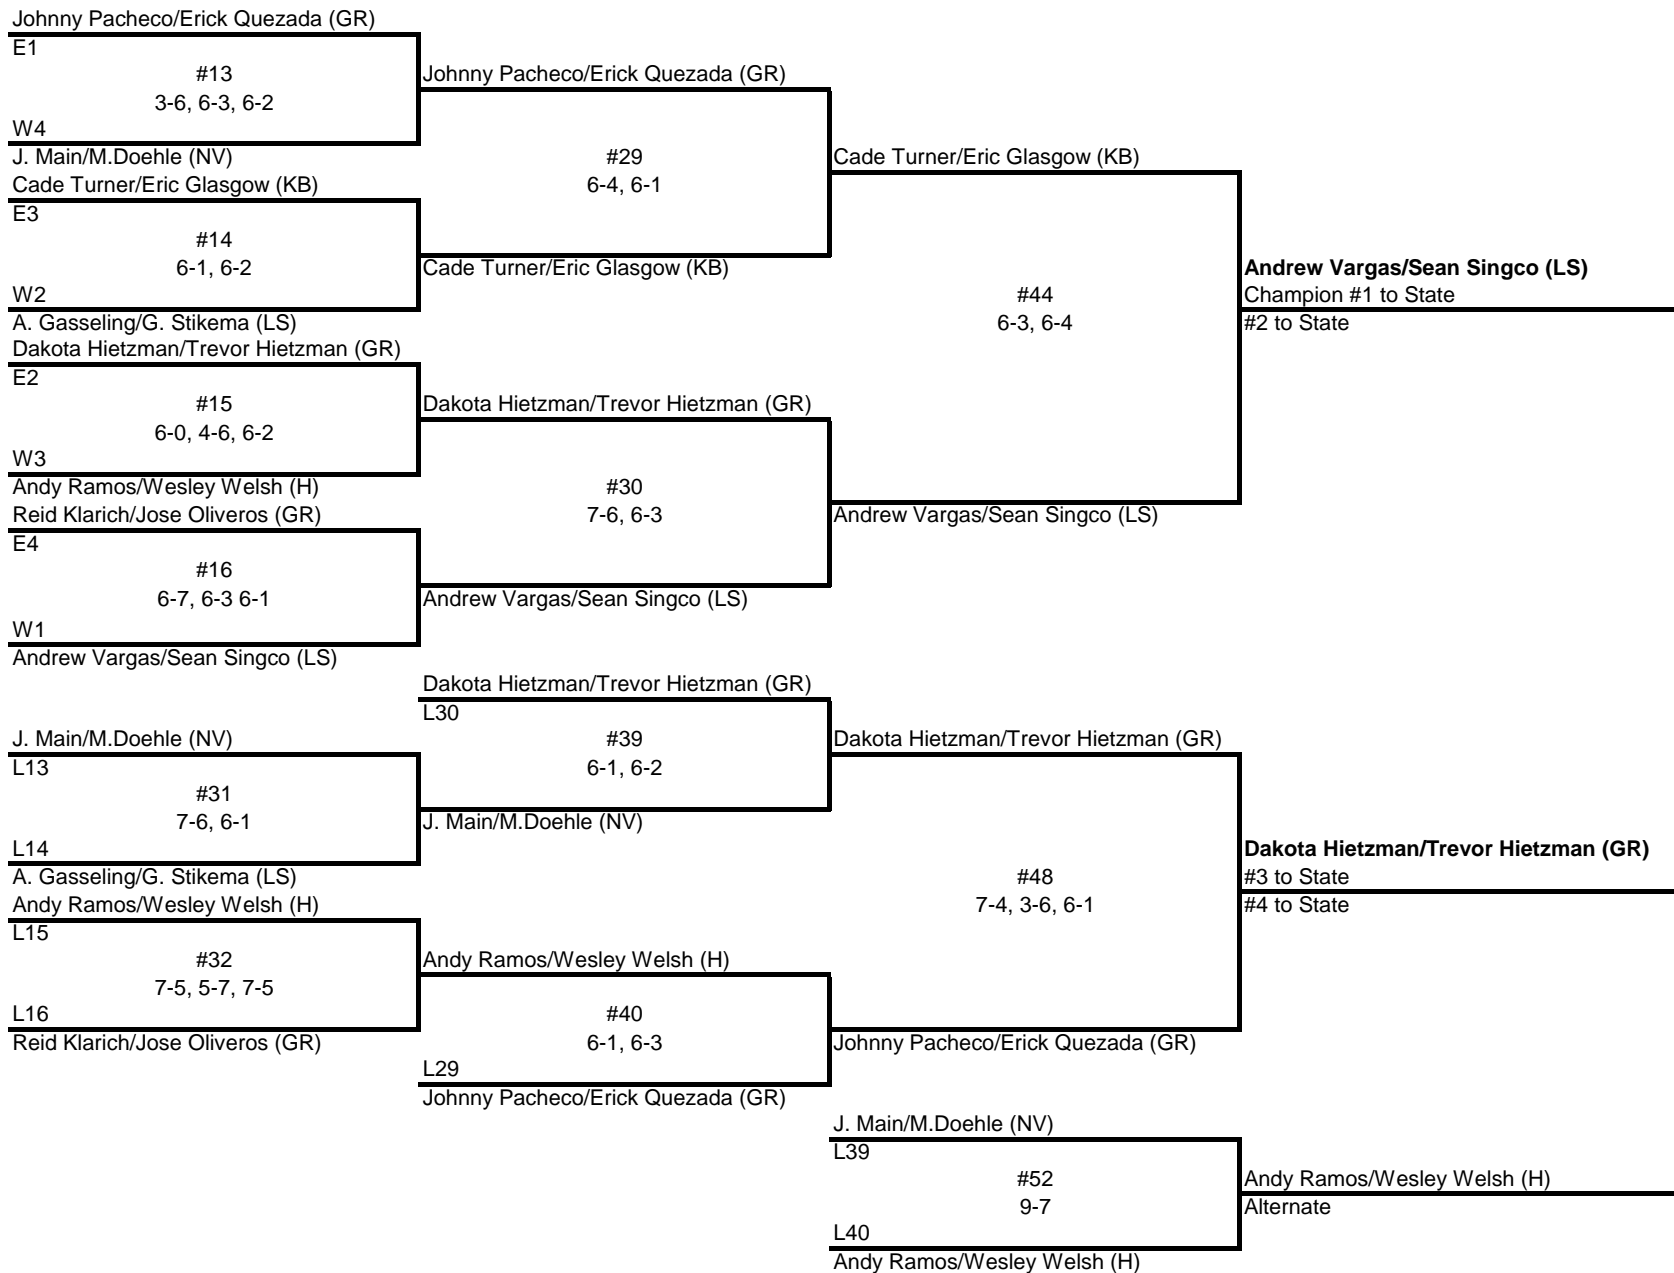 Johnny Pacheco/Erick Quezada (GR)
E1
#13
3-6, 6-3, 6-2
W4
J. Main/M.Doehle (NV)
Cade Turner/Eric Glasgow (KB)
E3
#14
6-1, 6-2
W2
A. Gasseling/G. Stikema (LS)
Dakota Hietzman/Trevor Hietzman (GR)
E2
#15
6-0, 4-6, 6-2
W3
Andy Ramos/Wesley Welsh (H)
Reid Klarich/Jose Oliveros (GR)
E4
#16
6-7, 6-3 6-1
W1
Andrew Vargas/Sean Singco (LS)
Johnny Pacheco/Erick Quezada (GR)
#29
6-4, 6-1
Cade Turner/Eric Glasgow (KB)
Dakota Hietzman/Trevor Hietzman (GR)
#30
7-6, 6-3
Andrew Vargas/Sean Singco (LS)
Cade Turner/Eric Glasgow (KB)
#44
6-3, 6-4
Andrew Vargas/Sean Singco (LS)
Andrew Vargas/Sean Singco (LS)
Champion #1 to State
#2 to State
J. Main/M.Doehle (NV)
L13
#31
7-6, 6-1
L14
A. Gasseling/G. Stikema (LS)
Andy Ramos/Wesley Welsh (H)
L15
#32
7-5, 5-7, 7-5
L16
Reid Klarich/Jose Oliveros (GR)
Dakota Hietzman/Trevor Hietzman (GR)
L30
#39
6-1, 6-2
J. Main/M.Doehle (NV)
Andy Ramos/Wesley Welsh (H)
#40
6-1, 6-3
L29
Johnny Pacheco/Erick Quezada (GR)
Dakota Hietzman/Trevor Hietzman (GR)
#48
7-4, 3-6, 6-1
Johnny Pacheco/Erick Quezada (GR)
Dakota Hietzman/Trevor Hietzman (GR)
#3 to State
#4 to State
J. Main/M.Doehle (NV)
L39
#52
9-7
L40
Andy Ramos/Wesley Welsh (H)
Andy Ramos/Wesley Welsh (H)
Alternate